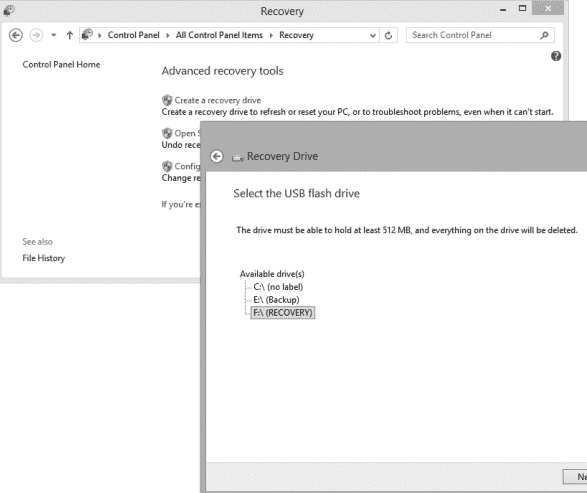 Recovery
Control Panel ▸ All Control Panel Items ▸ Recovery
Search Control Panel
Control Panel Home
Advanced recovery tools
Create a recovery drive
Create a recovery drive to refresh or reset your PC, or to troubleshoot problems, even when it can't start.
Open
Undo rece
Config
Change re
If you're e
See also
File History
Recovery Drive
Select the USB flash drive
The drive must be able to hold at least 512 MB, and everything on the drive will be deleted.
Available drive(s)
C:\ (no label)
E:\ (Backup)
F:\ (RECOVERY)
Ne